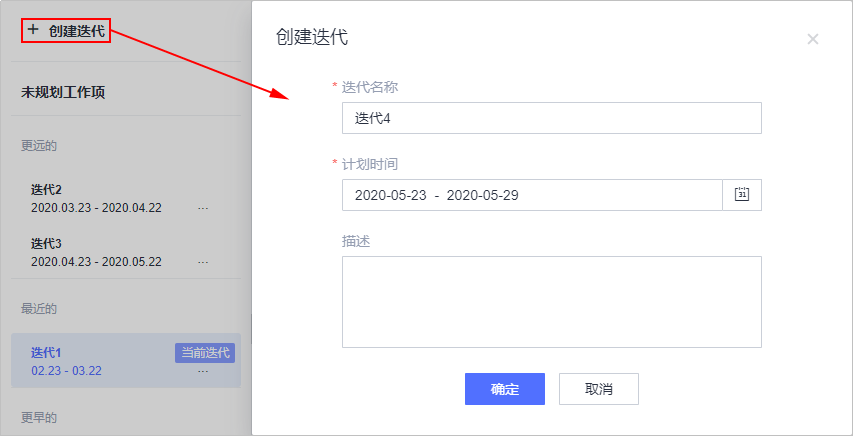 + 创建迭代
未规划工作项
更远的
迭代2
2020.03.23 - 2020.04.22 ...
迭代3
2020.04.23 - 2020.05.22 ...
最近的
迭代1 当前迭代
02.23 - 03.22 ...
更早的
创建迭代 ×
* 迭代名称
迭代4
* 计划时间
2020-05-23 - 2020-05-29 31
描述
确定 取消